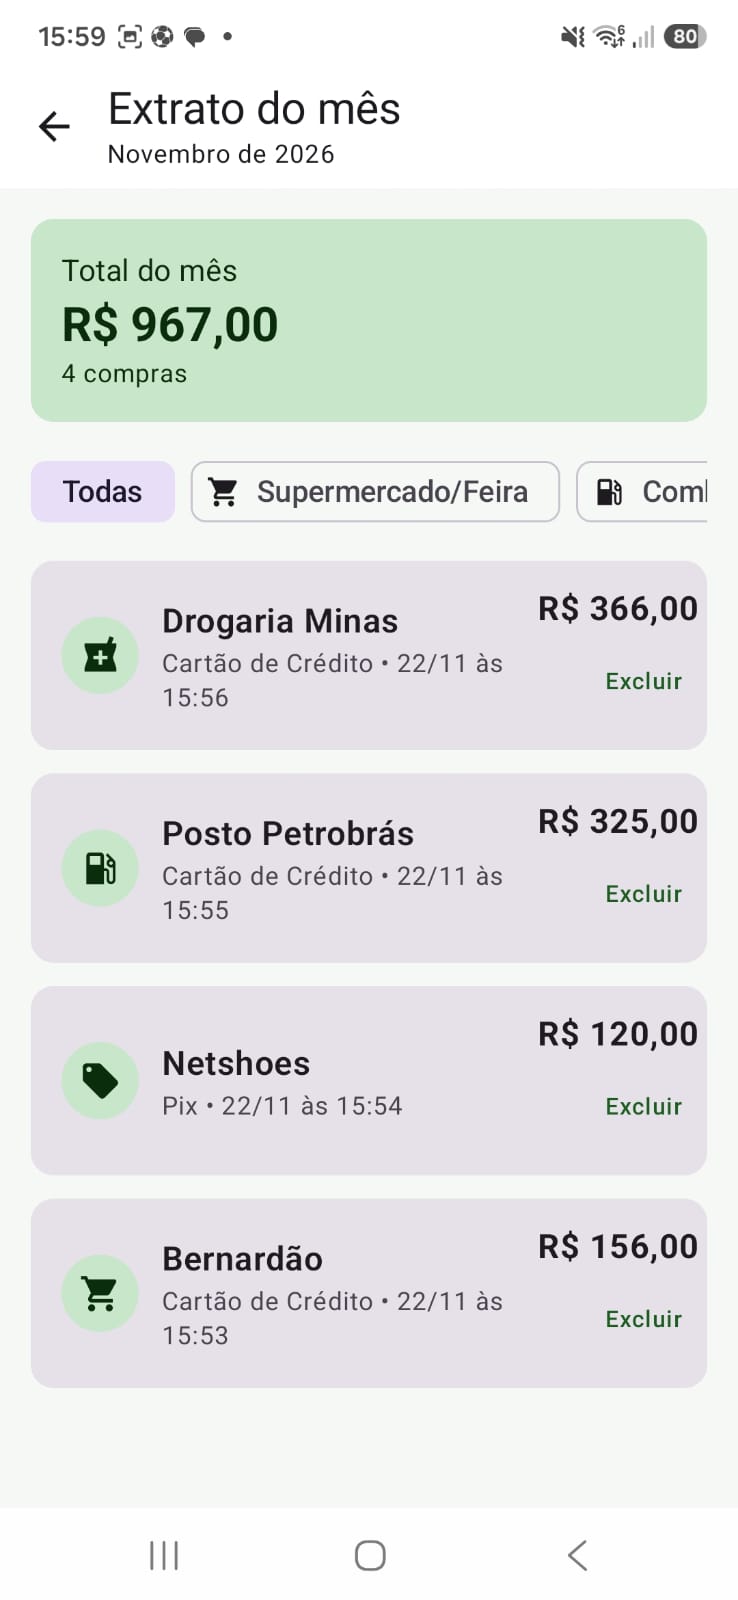 15:59
6
80
Extrato do mês
Novembro de 2026
Total do mês
R$ 967,00
4 compras
Todas
Supermercado/Feira
Com
Drogaria Minas
R$ 366,00
Cartão de Crédito • 22/11 às
15:56
Excluir
Posto Petrobrás
R$ 325,00
Cartão de Crédito • 22/11 às
15:55
Excluir
Netshoes
R$ 120,00
Pix • 22/11 às 15:54
Excluir
Bernardão
R$ 156,00
Cartão de Crédito • 22/11 às
15:53
Excluir